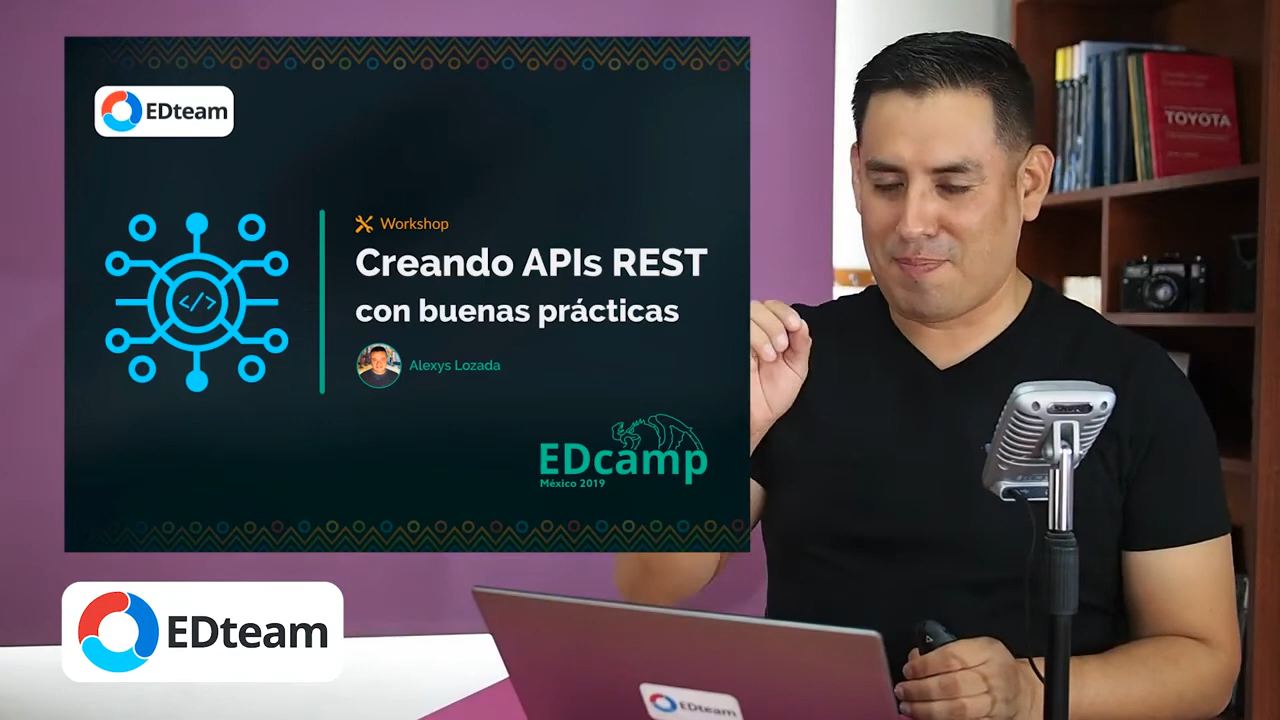 EDteam
Workshop
Creando APIs REST
con buenas prácticas
Alexys Lozada
EDcamp
México 2019
EDteam
EDteam
TOYOTA